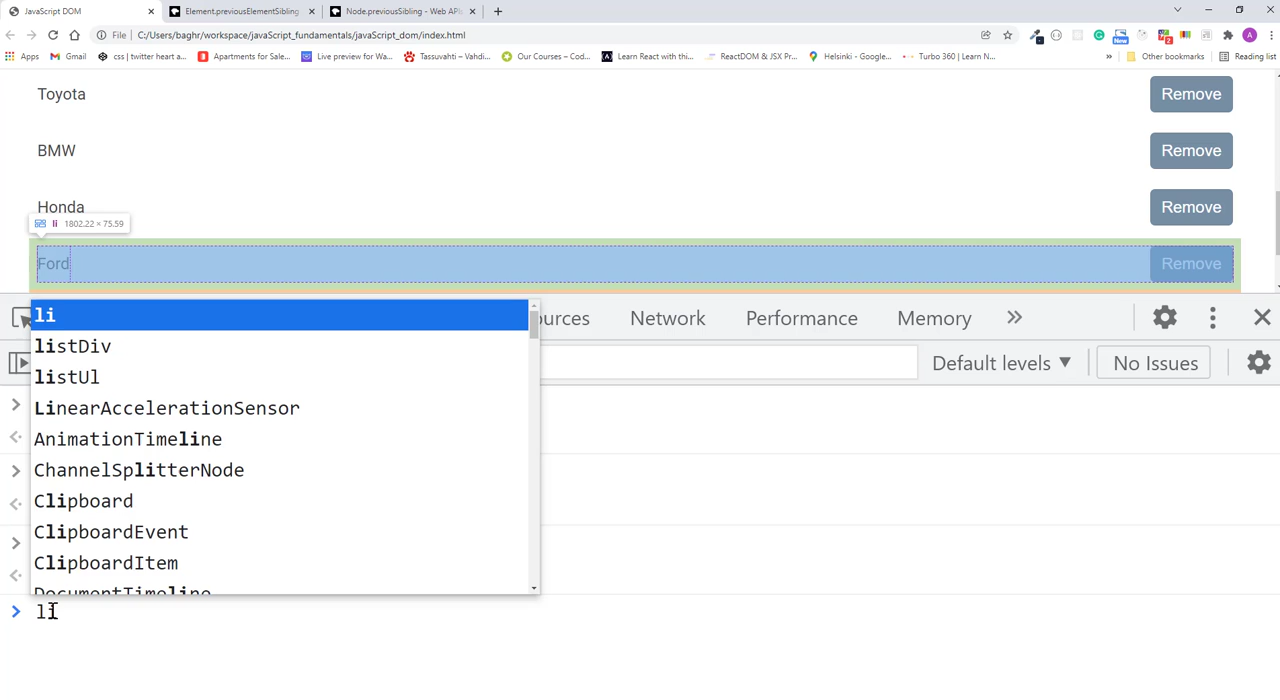 JavaScript DOM
Element.previousElementSibling
Node.previousSibling - Web APIs
File
C:/Users/baghr/workspace/javaScript_fundamentals/javaScript_dom/index.html
A
Apps
Gmail
css | twitter heart a...
Apartments for Sale...
Live preview for Wa...
Tassuvahti – Vahdi...
Our Courses – Cod...
Learn React with thi...
ReactDOM & JSX Pr...
Helsinki - Google...
Turbo 360 | Learn N...
»
Other bookmarks
Reading list
New
Toyota
Remove
BMW
Remove
Honda
Remove
li 1802.22 × 75.59
Ford
Remove
ources
Network
Performance
Memory
Default levels
No Issues
li
listDiv
listUl
LinearAccelerationSensor
AnimationTimeline
ChannelSplitterNode
Clipboard
ClipboardEvent
ClipboardItem
DocumentTimeline
li